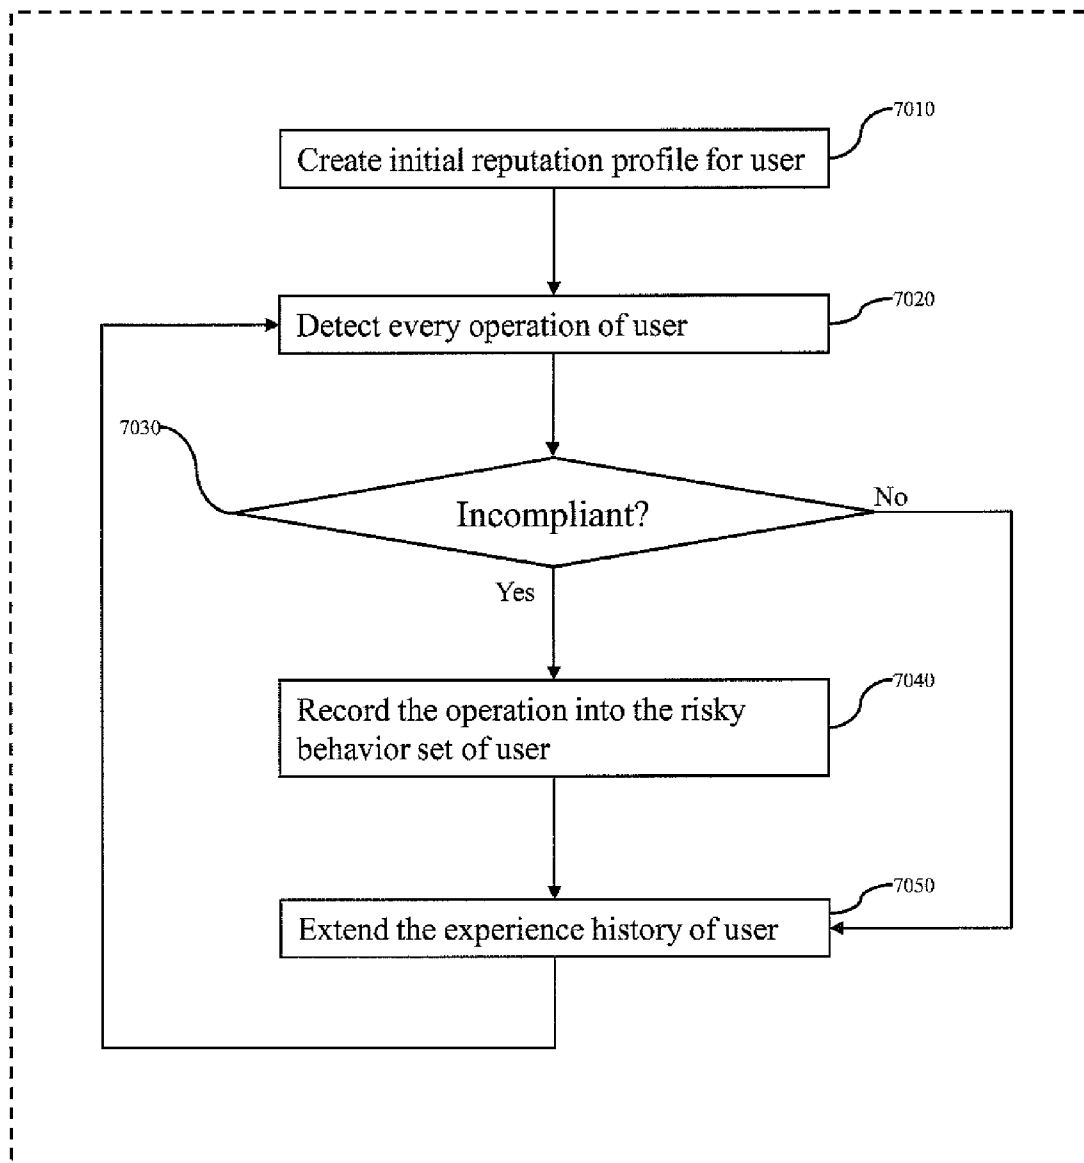 7010
Create initial reputation profile for user
7020
Detect every operation of user
7030
Incompliant?
No
Yes
7040
Record the operation into the risky
behavior set of user
7050
Extend the experience history of user